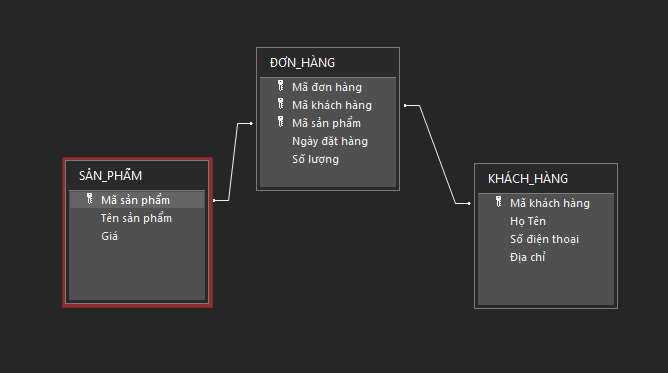 ĐƠN_HÀNG
Mã đơn hàng
Mã khách hàng
Mã sản phẩm
Ngày đặt hàng
Số lượng
SẢN_PHẨM
Mã sản phẩm
Tên sản phẩm
Giá
KHÁCH_HÀNG
Mã khách hàng
Họ Tên
Số điện thoại
Địa chỉ